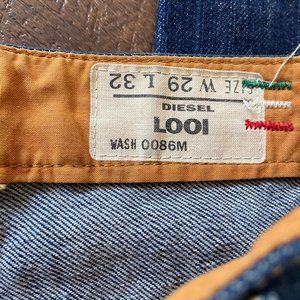 SIZE W 29 L 32
DIESEL
LOOI
WASH 0086M